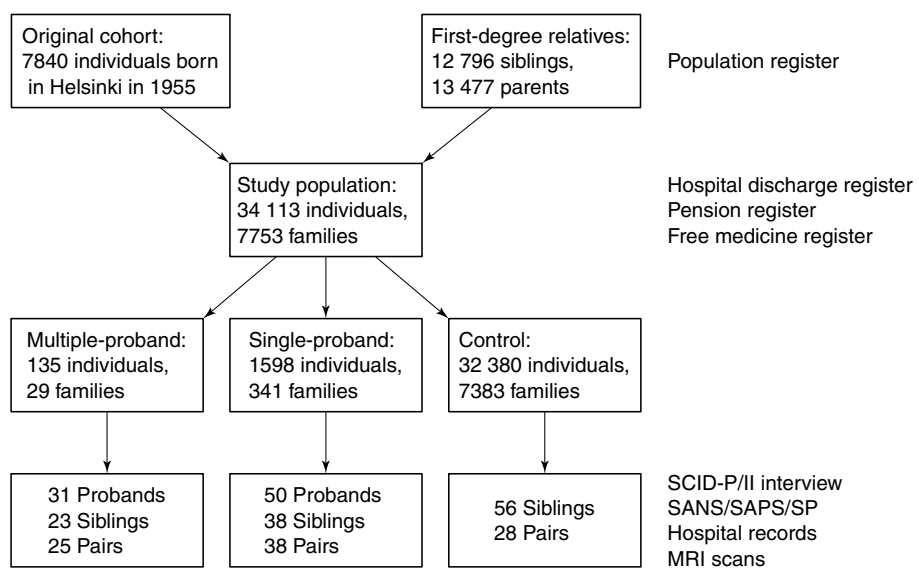 Original cohort:
7840 individuals born
in Helsinki in 1955
First-degree relatives:
12 796 siblings,
13 477 parents
Population register
Study population:
34 113 individuals,
7753 families
Hospital discharge register
Pension register
Free medicine register
Multiple-proband:
135 individuals,
29 families
Single-proband:
1598 individuals,
341 families
Control:
32 380 individuals,
7383 families
31 Probands
23 Siblings
25 Pairs
50 Probands
38 Siblings
38 Pairs
56 Siblings
28 Pairs
SCID-P/II interview
SANS/SAPS/SP
Hospital records
MRI scans